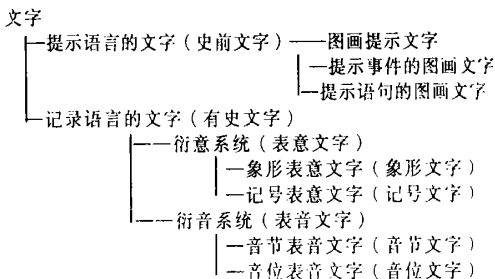 文字
提示语言的文字（史前文字）——图画提示文字
—提示事件的图画文字
—提示语句的图画文字
记录语言的文字（有史文字）
——衍意系统（表意文字）
—象形表意文字（象形文字）
—记号表意文字（记号文字）
——衍音系统（表音文字）
—音节表音文字（音节文字）
—音位表音文字（音位文字）